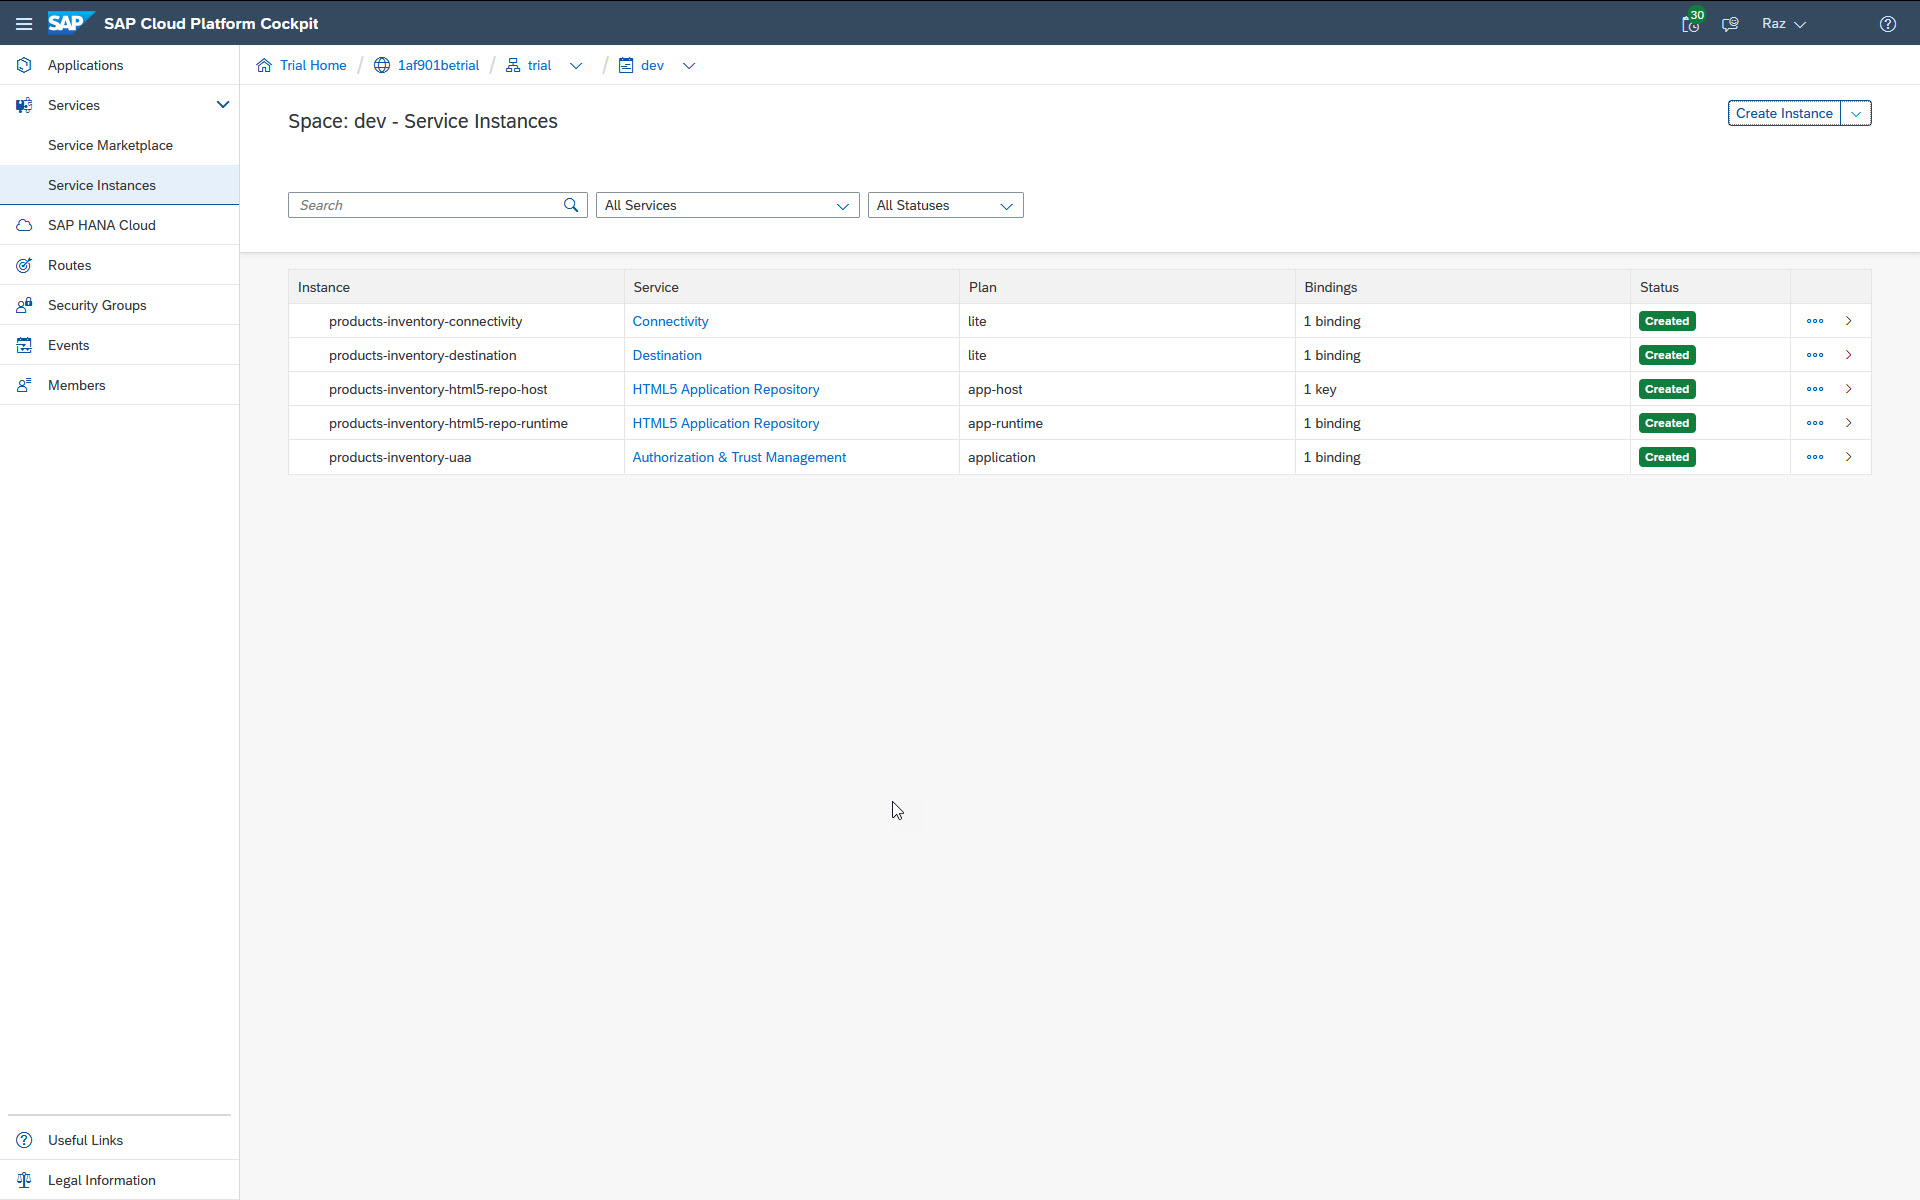 SAP SAP Cloud Platform Cockpit 30 Raz
Applications
Services
Service Marketplace
Service Instances
SAP HANA Cloud
Routes
Security Groups
Events
Members
Useful Links
Legal Information
Trial Home / 1af901betrial / trial / dev
Space: dev - Service Instances
Create Instance
Search All Services All Statuses
Instance Service Plan Bindings Status
products-inventory-connectivity Connectivity lite 1 binding Created
products-inventory-destination Destination lite 1 binding Created
products-inventory-html5-repo-host HTML5 Application Repository app-host 1 key Created
products-inventory-html5-repo-runtime HTML5 Application Repository app-runtime 1 binding Created
products-inventory-uaa Authorization & Trust Management application 1 binding Created